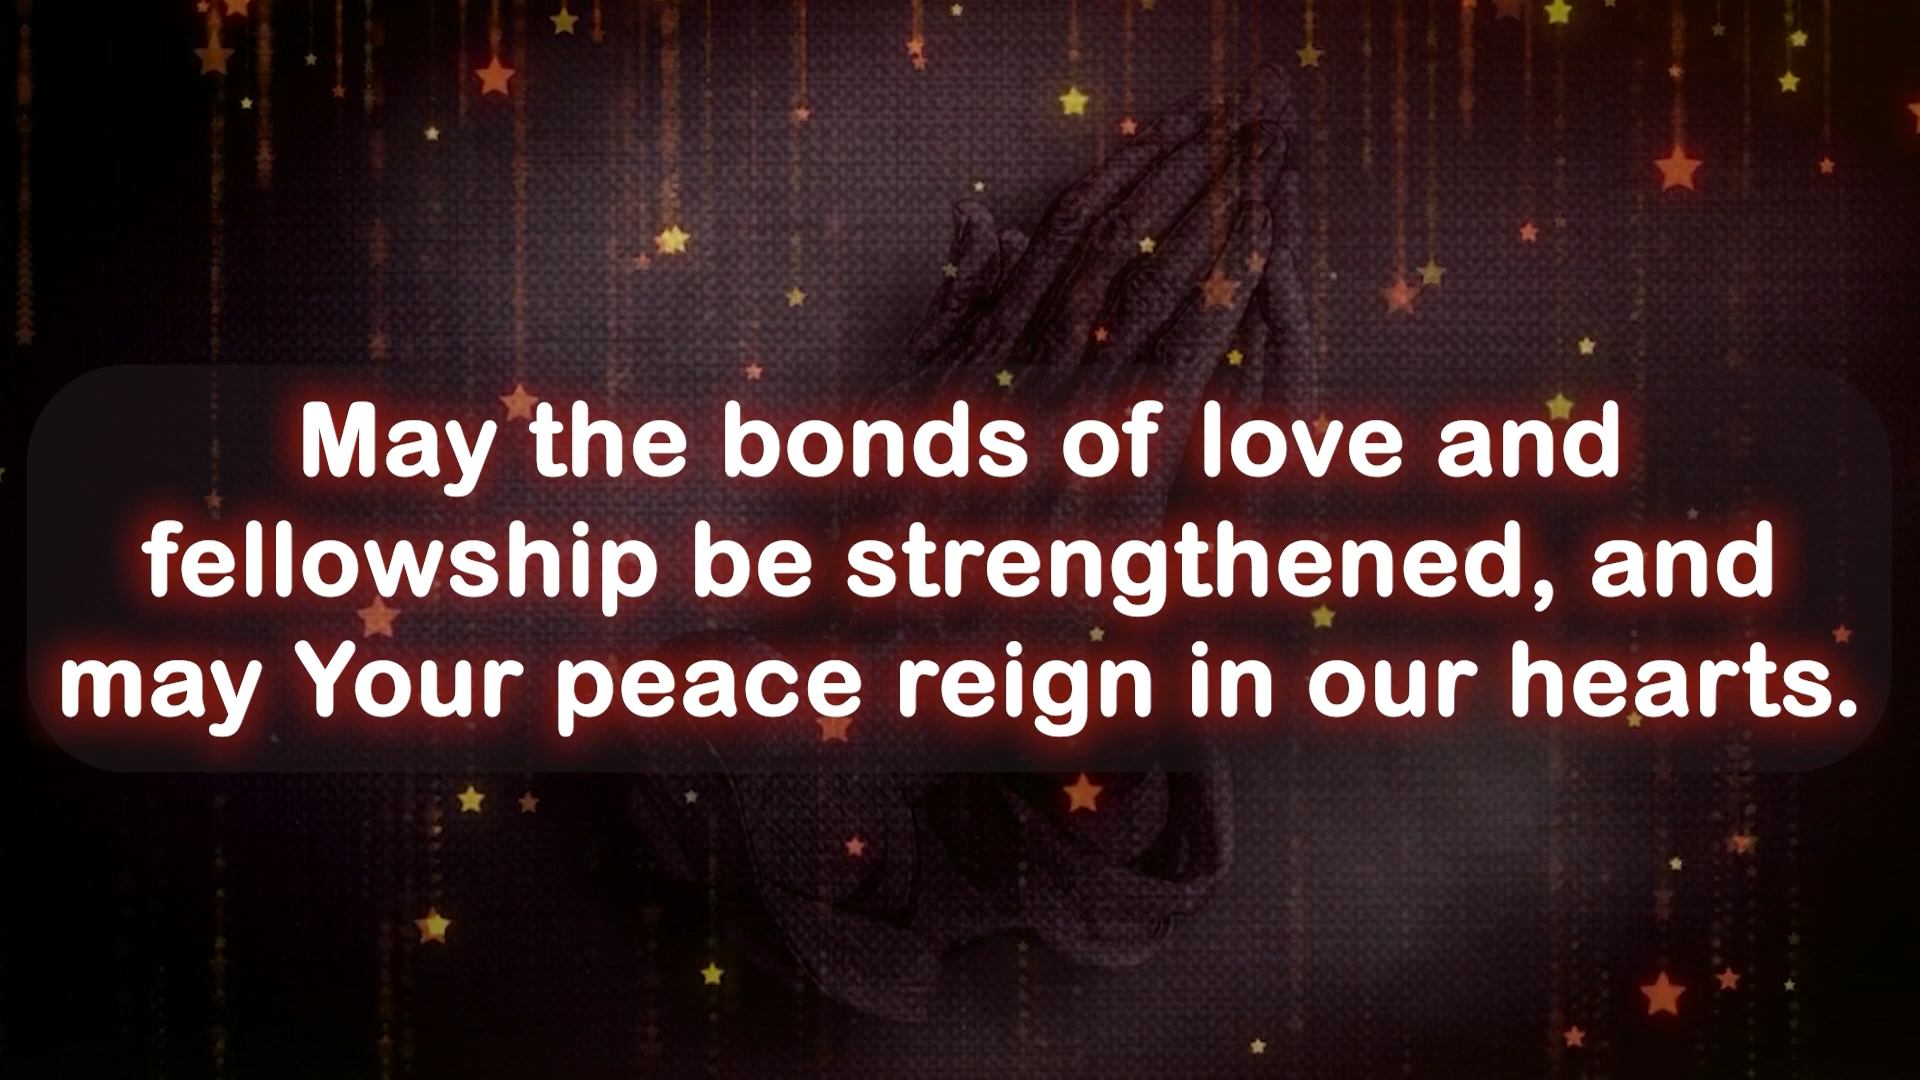 May the bonds of love and
fellowship be strengthened, and
may Your peace reign in our hearts.